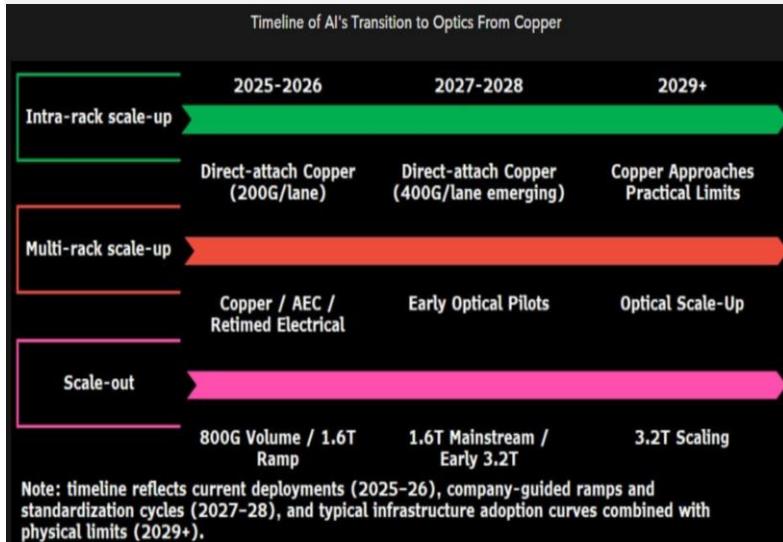 Timeline of AI's Transition to Optics From Copper
2025-2026
2027-2028
2029+
Intra-rack scale-up
Direct-attach Copper
(200G/lane)
Direct-attach Copper
(400G/lane emerging)
Copper Approaches
Practical Limits
Multi-rack scale-up
Copper / AEC /
Retimed Electrical
Early Optical Pilots
Optical Scale-Up
Scale-out
800G Volume / 1.6T
Ramp
1.6T Mainstream /
Early 3.2T
3.2T Scaling
Note: timeline reflects current deployments (2025-26), company-guided ramps and
standardization cycles (2027-28), and typical infrastructure adoption curves combined with
physical limits (2029+).